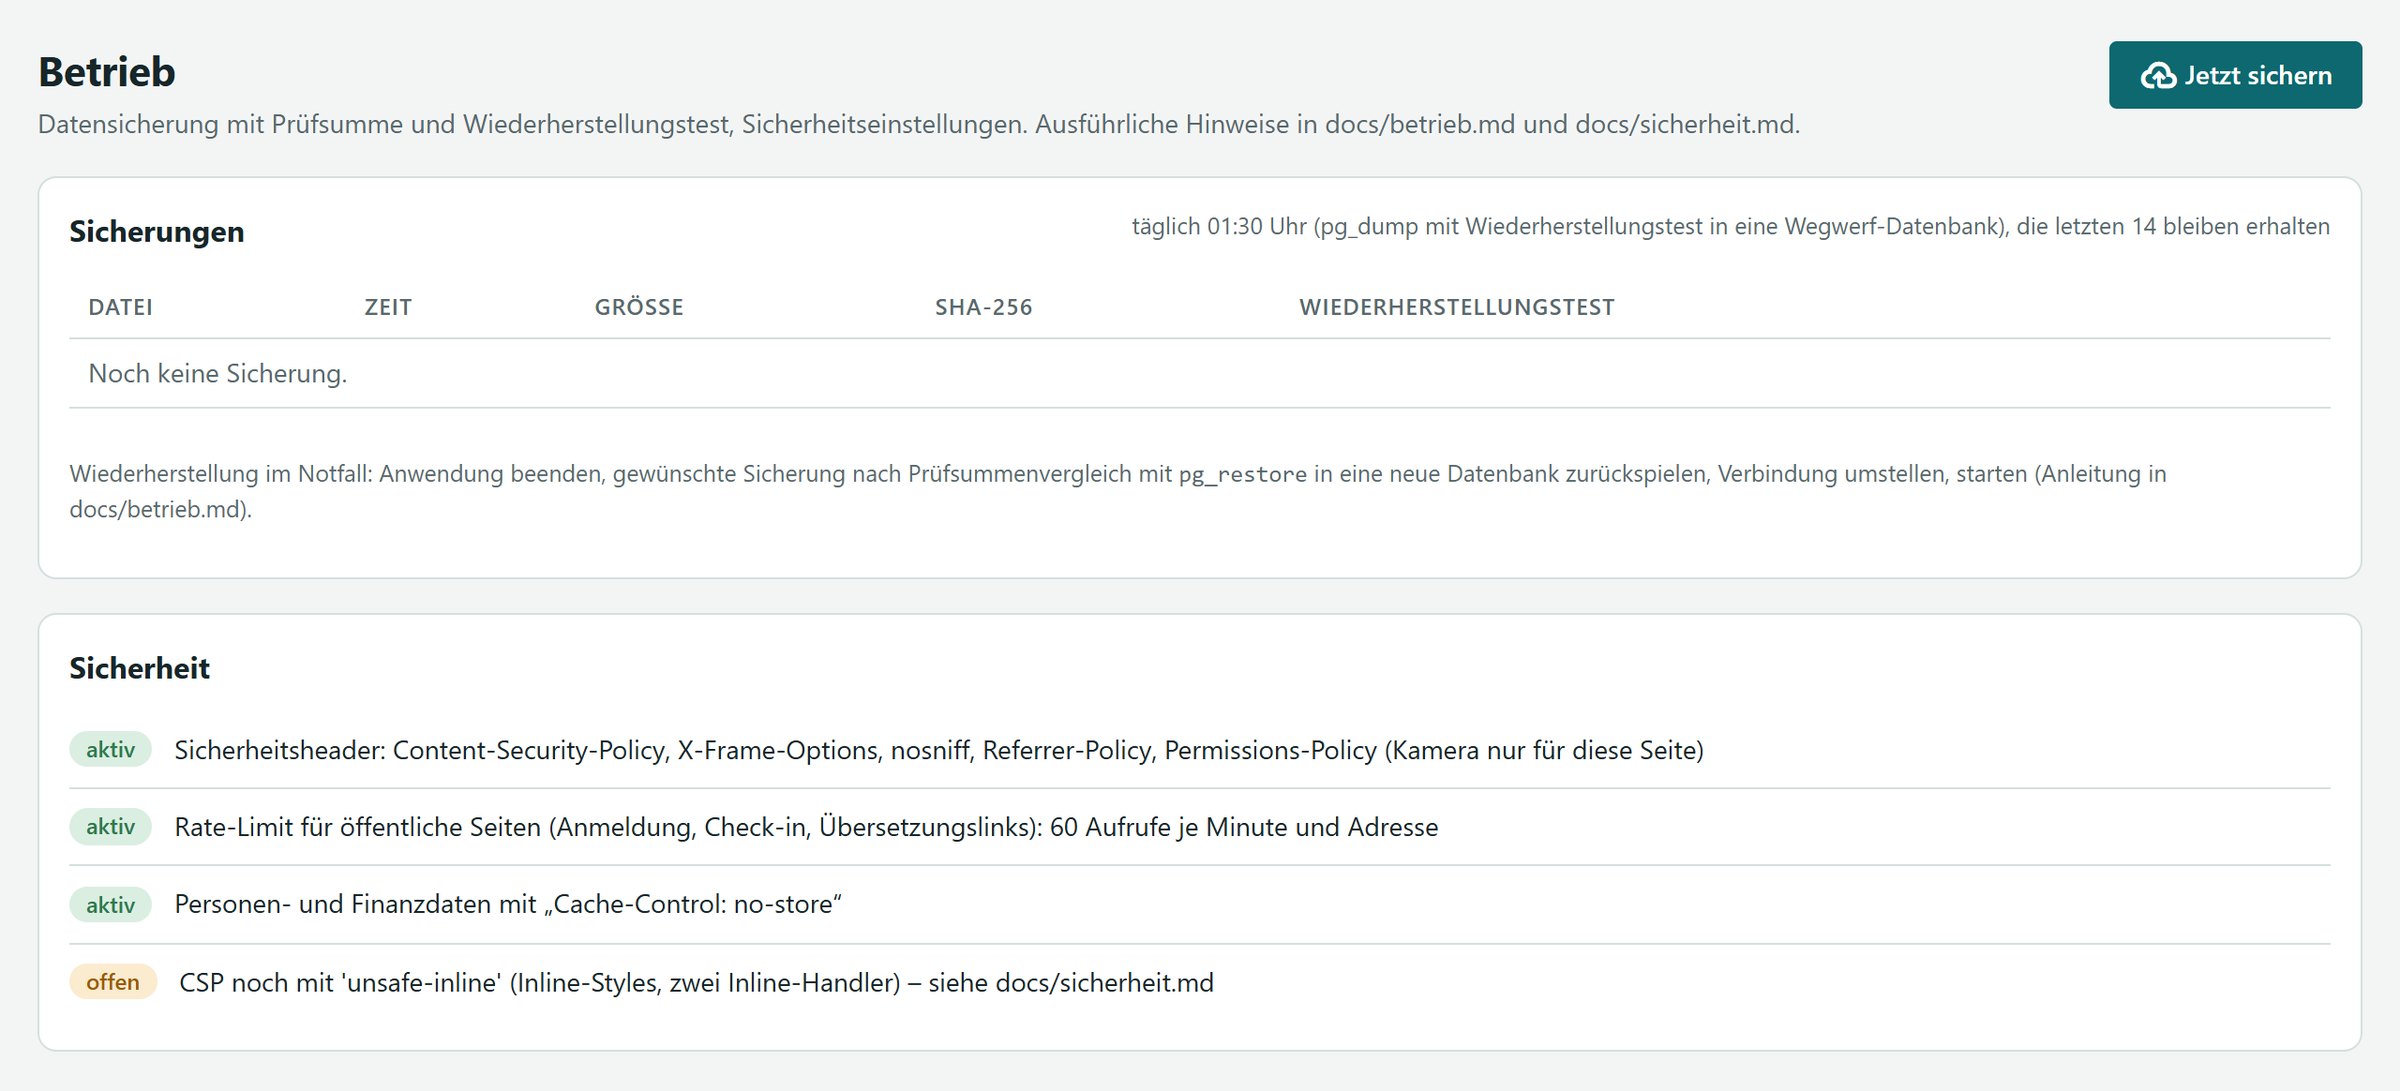 Betrieb
Jetzt sichern
Datensicherung mit Prüfsumme und Wiederherstellungstest, Sicherheitseinstellungen. Ausführliche Hinweise in docs/betrieb.md und docs/sicherheit.md.
Sicherungen
täglich 01:30 Uhr (pg_dump mit Wiederherstellungstest in eine Wegwerf-Datenbank), die letzten 14 bleiben erhalten
DATEI ZEIT GRÖSSE SHA-256 WIEDERHERSTELLUNGSTEST
Noch keine Sicherung.
Wiederherstellung im Notfall: Anwendung beenden, gewünschte Sicherung nach Prüfsummenvergleich mit pg_restore in eine neue Datenbank zurückspielen, Verbindung umstellen, starten (Anleitung in
docs/betrieb.md).
Sicherheit
aktiv Sicherheitsheader: Content-Security-Policy, X-Frame-Options, nosniff, Referrer-Policy, Permissions-Policy (Kamera nur für diese Seite)
aktiv Rate-Limit für öffentliche Seiten (Anmeldung, Check-in, Übersetzungslinks): 60 Aufrufe je Minute und Adresse
aktiv Personen- und Finanzdaten mit „Cache-Control: no-store“
offen CSP noch mit 'unsafe-inline' (Inline-Styles, zwei Inline-Handler) – siehe docs/sicherheit.md